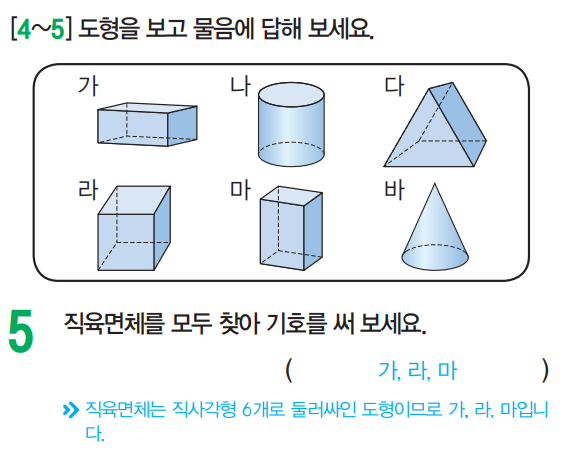 [4~5] 도형을 보고 물음에 답해 보세요.
가 나 다
라 마 바
5 직육면체를 모두 찾아 기호를 써 보세요.
( 가, 라, 마 )
» 직육면체는 직사각형 6개로 둘러싸인 도형이므로 가, 라, 마입니
다.